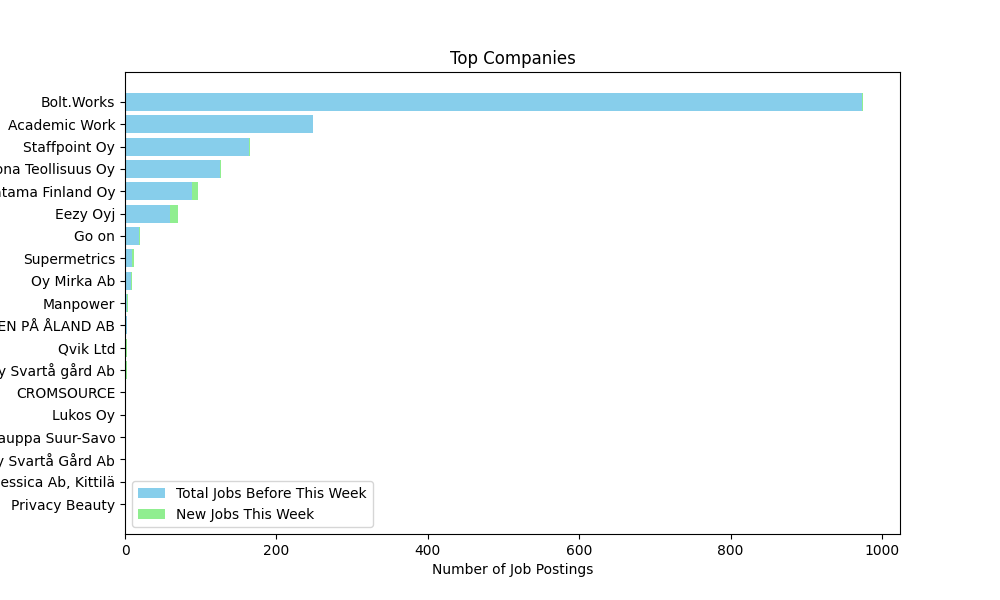 Top Companies
Bolt.Works
Academic Work
Staffpoint Oy
ona Teollisuus Oy
tama Finland Oy
Eezy Oyj
Go on
Supermetrics
Oy Mirka Ab
Manpower
EN PÅ ÅLAND AB
Qvik Ltd
y Svartå gård Ab
CROMSOURCE
Lukos Oy
auppa Suur-Savo
y Svartå Gård Ab
essica Ab, Kittilä
Privacy Beauty
Total Jobs Before This Week
New Jobs This Week
0 200 400 600 800 1000
Number of Job Postings